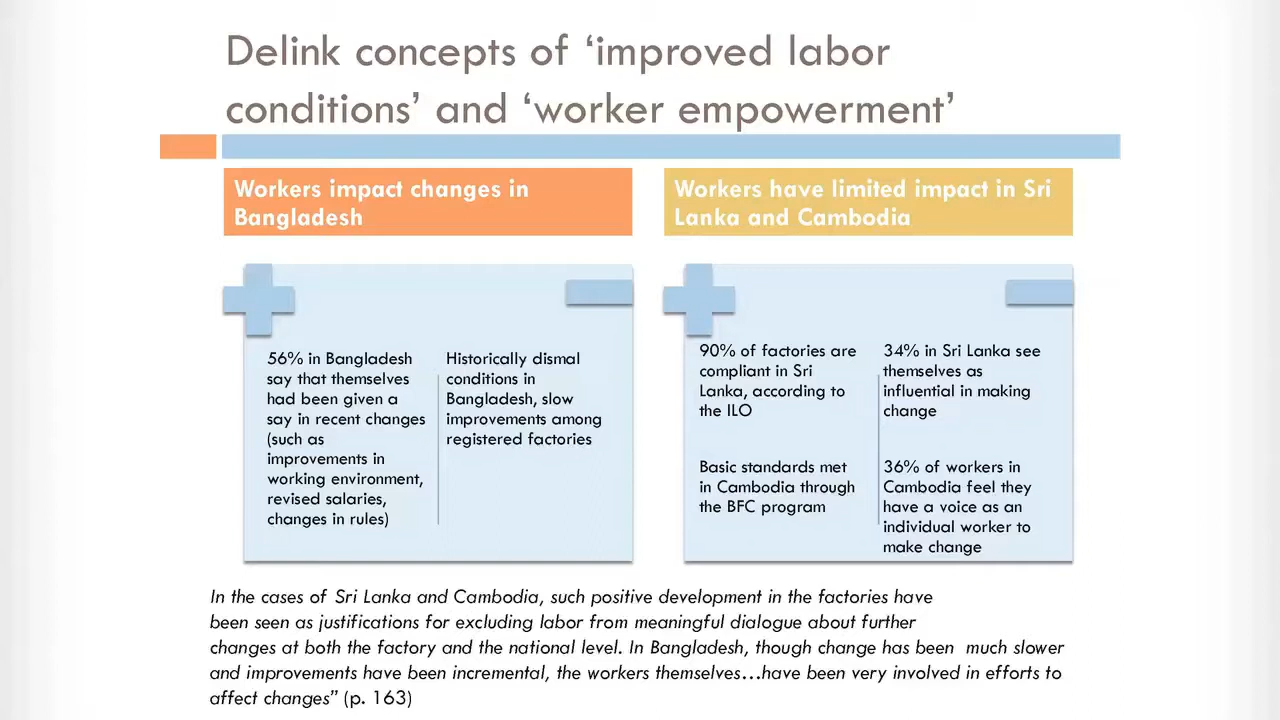 Delink concepts of ‘improved labor
conditions’ and ‘worker empowerment’
Workers impact changes in
Bangladesh
56% in Bangladesh
say that themselves
had been given a
say in recent changes
(such as
improvements in
working environment,
revised salaries,
changes in rules)
Historically dismal
conditions in
Bangladesh, slow
improvements among
registered factories
Workers have limited impact in Sri
Lanka and Cambodia
90% of factories are
compliant in Sri
Lanka, according to
the ILO
Basic standards met
in Cambodia through
the BFC program
34% in Sri Lanka see
themselves as
influential in making
change
36% of workers in
Cambodia feel they
have a voice as an
individual worker to
make change
In the cases of Sri Lanka and Cambodia, such positive development in the factories have
been seen as justifications for excluding labor from meaningful dialogue about further
changes at both the factory and the national level. In Bangladesh, though change has been much slower
and improvements have been incremental, the workers themselves…have been very involved in efforts to
affect changes” (p. 163)